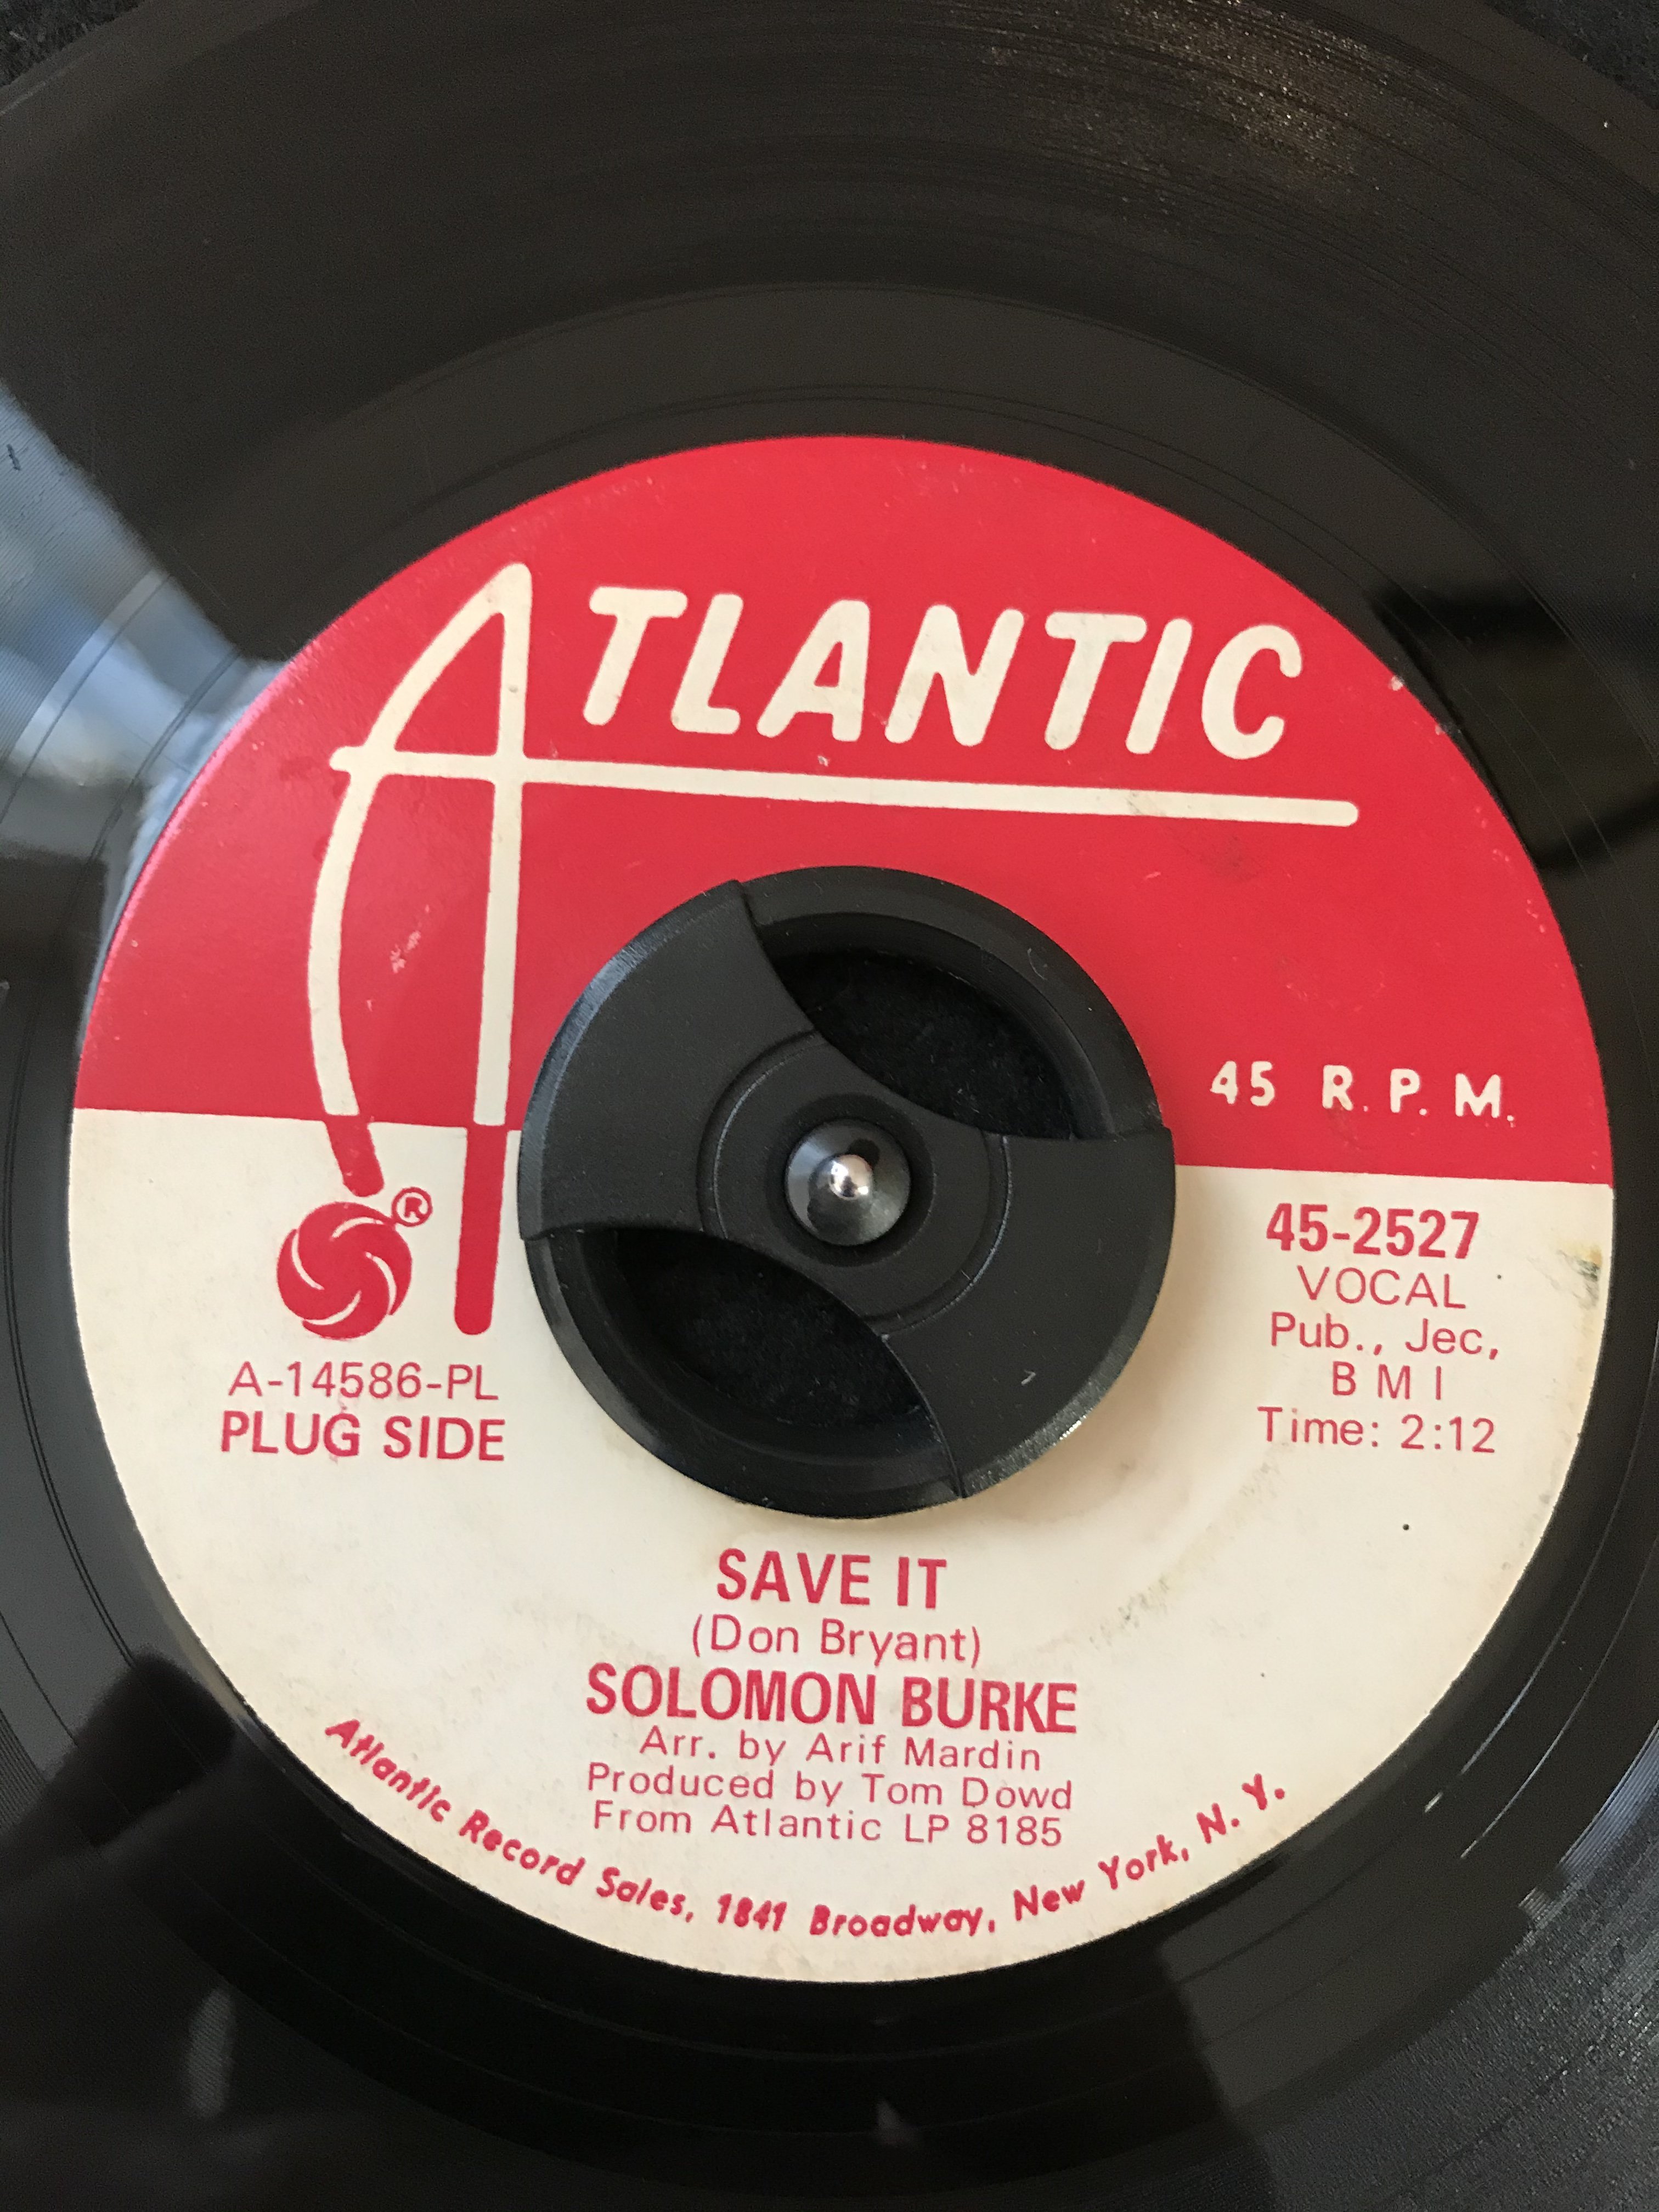 ATLANTIC
45 R.P.M.
®
A-14586-PL
PLUG SIDE
45-2527
VOCAL
Pub., Jec,
B M I
Time: 2:12
SAVE IT
(Don Bryant)
SOLOMON BURKE
Arr. by Arif Mardin
Produced by Tom Dowd
From Atlantic LP 8185
Atlantic Record Sales, 1841 Broadway, New York, N. Y.